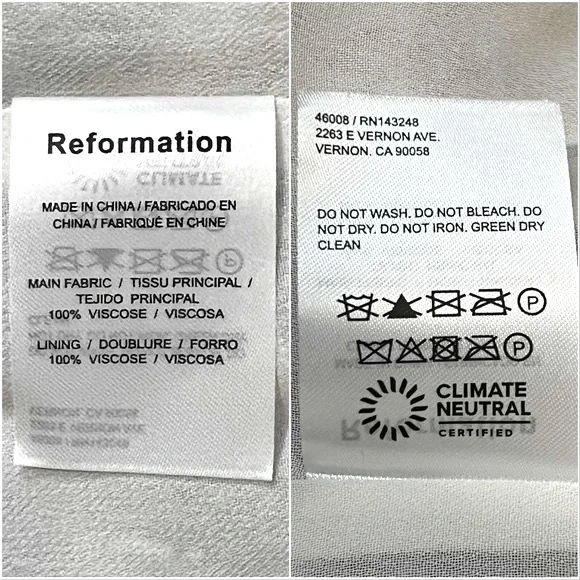 Reformation
MADE IN CHINA / FABRICADO EN
CHINA / FABRIQUÉ EN CHINE
MAIN FABRIC / TISSU PRINCIPAL /
TEJIDO PRINCIPAL
100% VISCOSE / VISCOSA
LINING / DOUBLURE / FORRO
100% VISCOSE / VISCOSA
46008 / RN143248
2263 E VERNON AVE.
VERNON. CA 90058
DO NOT WASH. DO NOT BLEACH. DO
NOT DRY. DO NOT IRON. GREEN DRY
CLEAN
P
P
CLIMATE
NEUTRAL
CERTIFIED